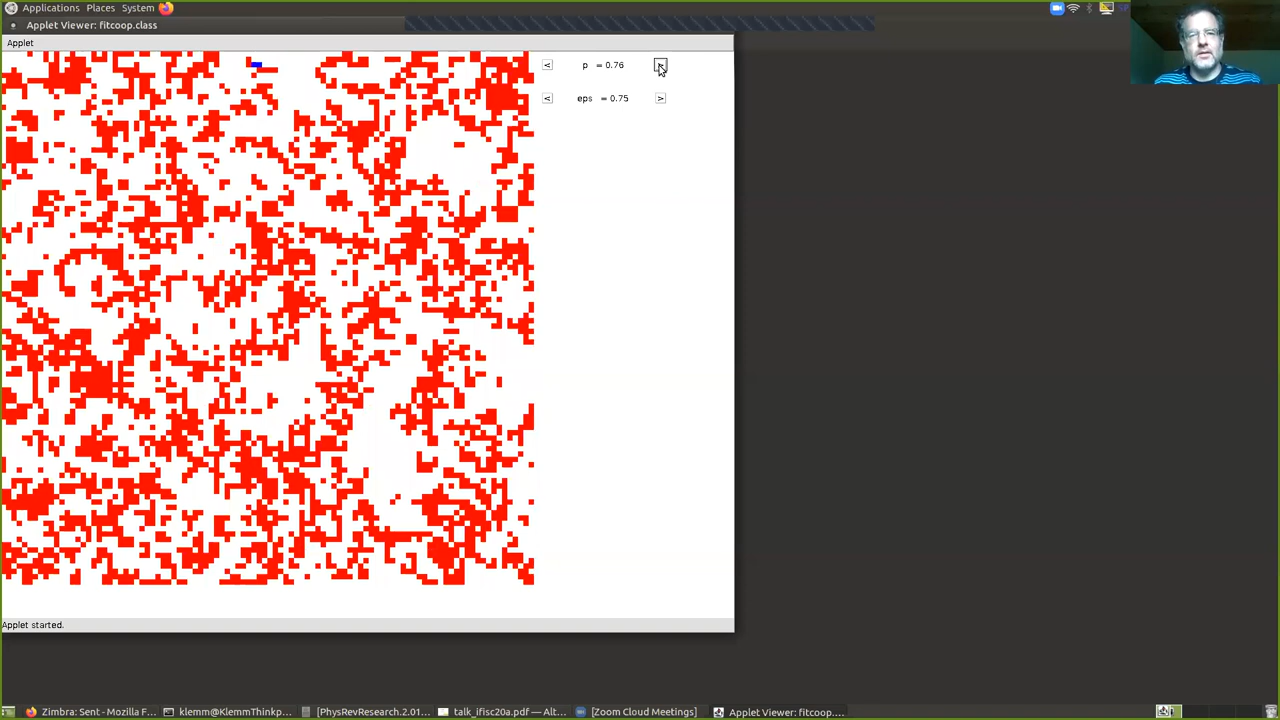 Applications Places System
Applet Viewer: fitcoop.class
Applet
< p = 0.76 >
< eps = 0.75 >
Applet started.
Zimbra: Sent - Mozilla F...
klemm@KlemmThinkp...
[PhysRevResearch.2.01...
talk_ifisc20a.pdf — Atl...
[Zoom Cloud Meetings]
Applet Viewer: fitcoop....